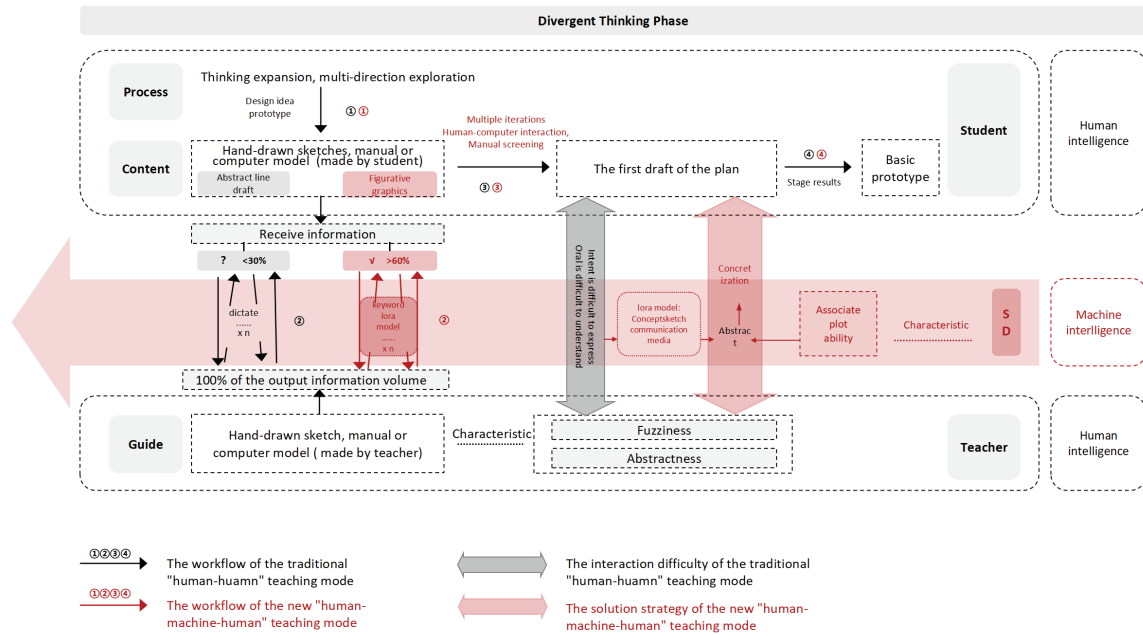 Divergent Thinking Phase
Process
Thinking expansion, multi-direction exploration
Design idea
prototype
①①
Student
Human
intelligence
Content
Hand-drawn sketches, manual or
computer model (made by student)
Abstract line
draft
Figurative
graphics
Multiple iterations
Human-computer interaction,
Manual screening
③③
The first draft of the plan
④④
Stage results
Basic
prototype
Receive information
? <30%
√ >60%
dictate
......
x n
②
keyword
lora
model
......
x n
②
Intent is difficult to express
Oral is difficult to understand
lora model:
Conceptsketch
communication
media
Concret
ization
Abstrac
t
Associate
plot
ability
Characteristic
S
D
Machine
interlligence
100% of the output information volume
Guide
Hand-drawn sketch, manual or
computer model ( made by teacher)
Characteristic
Fuzziness
Abstractness
Teacher
Human
intelligence
①②③④
The workflow of the traditional
"human-huamn" teaching mode
The interaction difficulty of the traditional
"human-huamn" teaching mode
①②③④
The workflow of the new "human-
machine-human" teaching mode
The solution strategy of the new "human-
machine-human" teaching mode